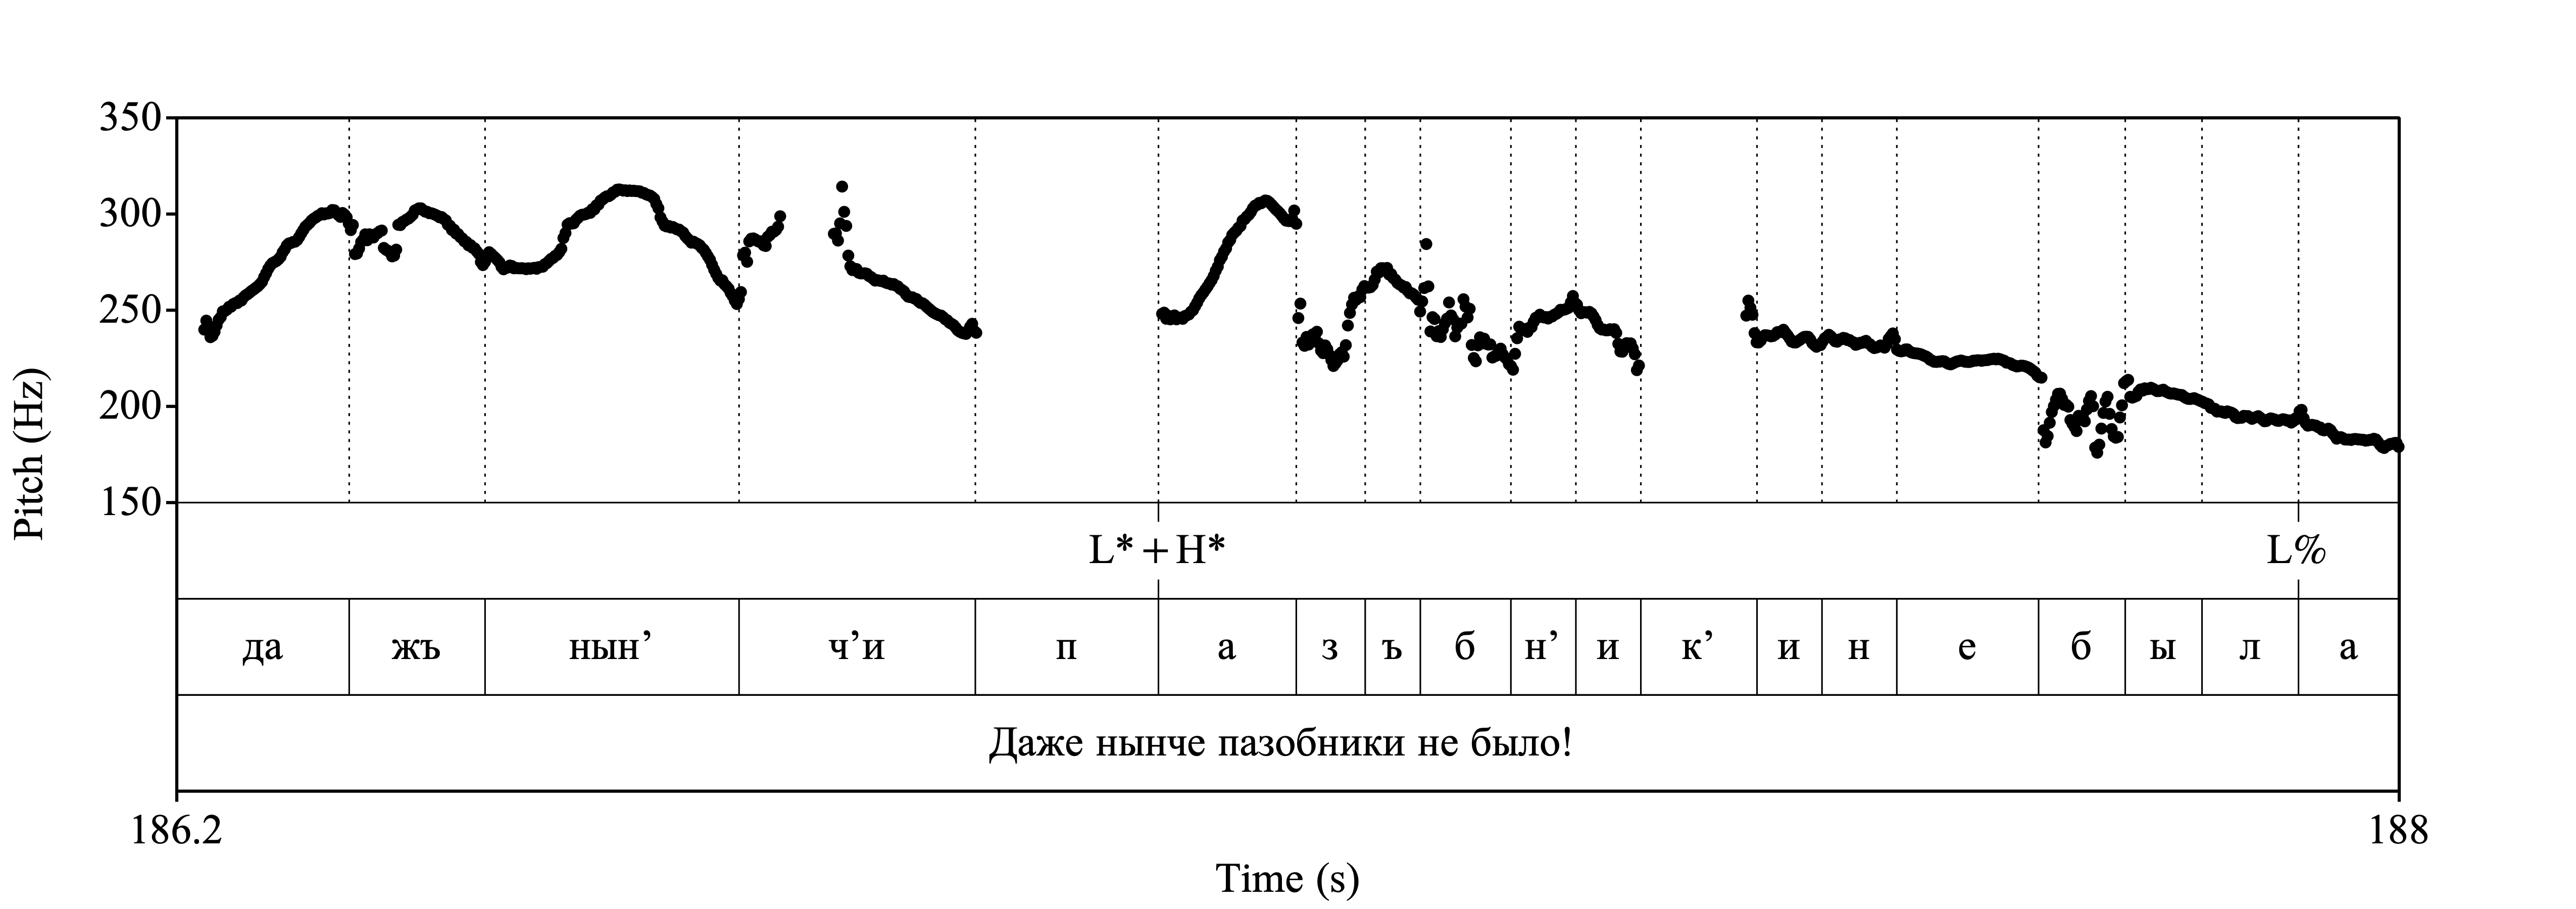 350
300
250
200
150
Pitch (Hz)
L*+H* L%
да жъ нын’ ч’и п а з ъ б н’ и к’ и н е б ы л а
Даже нынче пазобники не было!
186.2 188
Time (s)